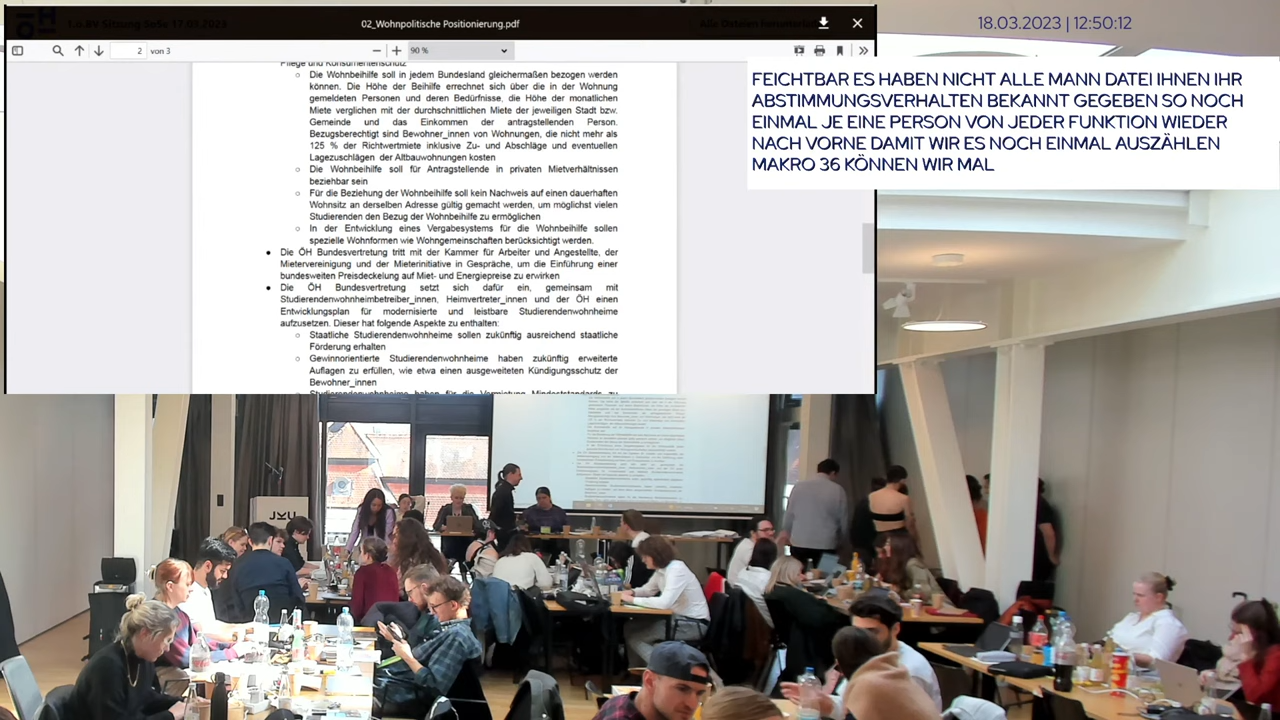 02_Wohnpolitische Positionierung.pdf
18.03.2023 | 12:50:12
2 von 3
90 %
FEICHTBAR ES HABEN NICHT ALLE MANN DATEI IHNEN IHR
ABSTIMMUNGSVERHALTEN BEKANNT GEGEBEN SO NOCH
EINMAL JE EINE PERSON VON JEDER FUNKTION WIEDER
NACH VORNE DAMIT WIR ES NOCH EINMAL AUSZÄHLEN
MAKRO 36 KÖNNEN WIR MAL
Pflege und Konsumentenschutz
○ Die Wohnbeihilfe soll in jedem Bundesland gleichermaßen bezogen werden
können. Die Höhe der Beihilfe errechnet sich über die in der Wohnung
gemeldeten Personen und deren Bedürfnisse, die Höhe der monatlichen
Miete verglichen mit der durchschnittlichen Miete der jeweiligen Stadt bzw.
Gemeinde und das Einkommen der antragstellenden Person.
Bezugsberechtigt sind Bewohner_innen von Wohnungen, die nicht mehr als
125 % der Richtwertmiete inklusive Zu- und Abschläge und eventuellen
Lagezuschlägen der Altbauwohnungen kosten
○ Die Wohnbeihilfe soll für Antragstellende in privaten Mietverhältnissen
beziehbar sein
○ Für die Beziehung der Wohnbeihilfe soll kein Nachweis auf einen dauerhaften
Wohnsitz an derselben Adresse gültig gemacht werden, um möglichst vielen
Studierenden den Bezug der Wohnbeihilfe zu ermöglichen
○ In der Entwicklung eines Vergabesystems für die Wohnbeihilfe sollen
spezielle Wohnformen wie Wohngemeinschaften berücksichtigt werden.
● Die ÖH Bundesvertretung tritt mit der Kammer für Arbeiter und Angestellte, der
Mietervereinigung und der Mieterinitiative in Gespräche, um die Einführung einer
bundesweiten Preisdeckelung auf Miet- und Energiepreise zu erwirken
● Die ÖH Bundesvertretung setzt sich dafür ein, gemeinsam mit
Studierendenwohnheimbetreiber_innen, Heimvertreter_innen und der ÖH einen
Entwicklungsplan für modernisierte und leistbare Studierendenwohnheime
aufzusetzen. Dieser hat folgende Aspekte zu enthalten:
○ Staatliche Studierendenwohnheime sollen zukünftig ausreichend staatliche
Förderung erhalten
○ Gewinnorientierte Studierendenwohnheime haben zukünftig erweiterte
Auflagen zu erfüllen, wie etwa einen ausgeweiteten Kündigungsschutz der
Bewohner_innen
○ Studierendenwohnheime haben für die Vermietung Mindeststandards zu
JKU